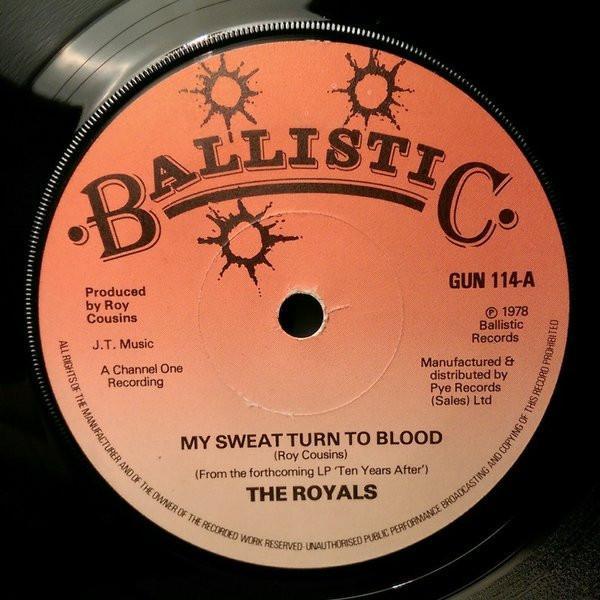 BALLISTIC
GUN 114-A
Produced
by Roy
Cousins
J.T. Music
A Channel One
Recording
℗ 1978
Ballistic
Records
Manufactured &
distributed by
Pye Records
(Sales) Ltd
MY SWEAT TURN TO BLOOD
(Roy Cousins)
(From the forthcoming LP 'Ten Years After')
THE ROYALS
ALL RIGHTS OF THE MANUFACTURER AND OF THE OWNER OF THE RECORDED WORK RESERVED·UNAUTHORISED PUBLIC PERFORMANCE BROADCASTING AND COPYING OF THIS RECORD PROHIBITED